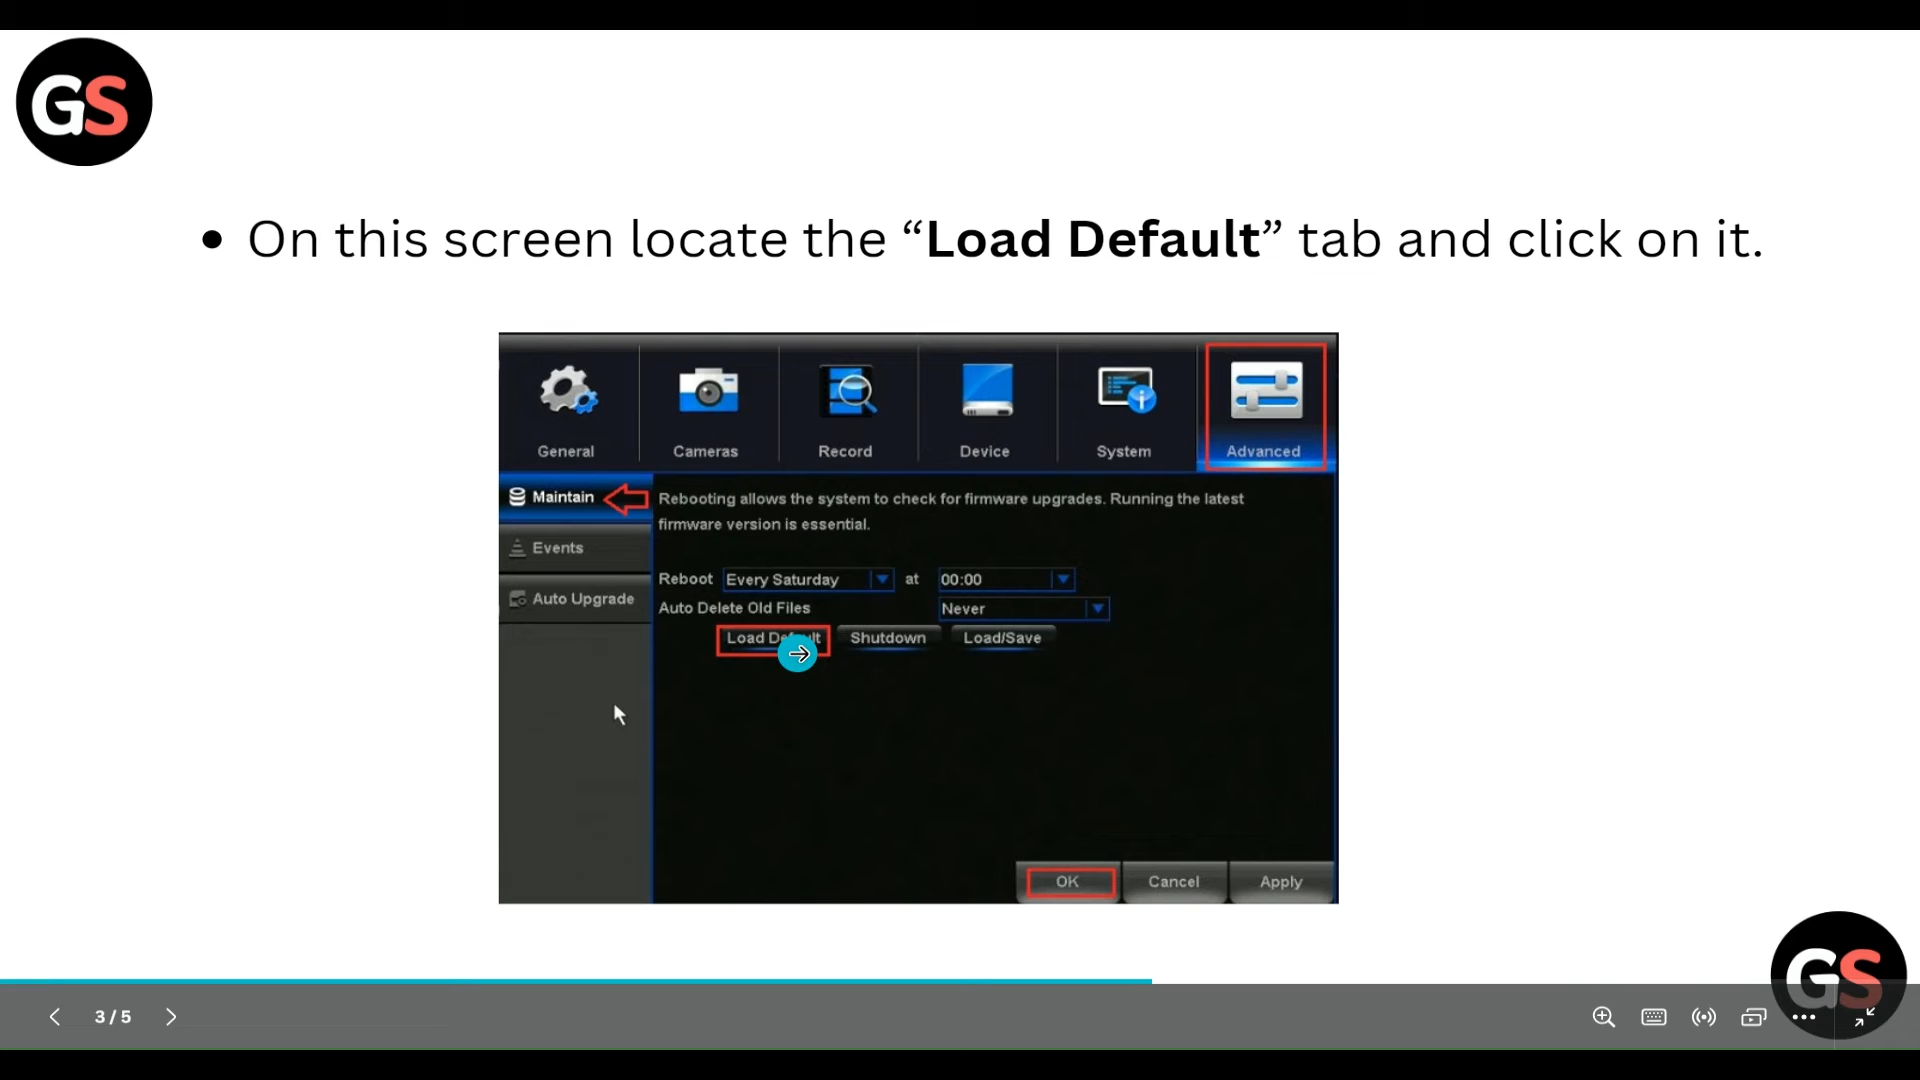 GS
• On this screen locate the “Load Default” tab and click on it.
General Cameras Record Device System Advanced
Maintain
Events
Auto Upgrade
Rebooting allows the system to check for firmware upgrades. Running the latest
firmware version is essential.
Reboot Every Saturday at 00:00
Auto Delete Old Files Never
Load Default Shutdown Load/Save
OK Cancel Apply
GS
3 / 5